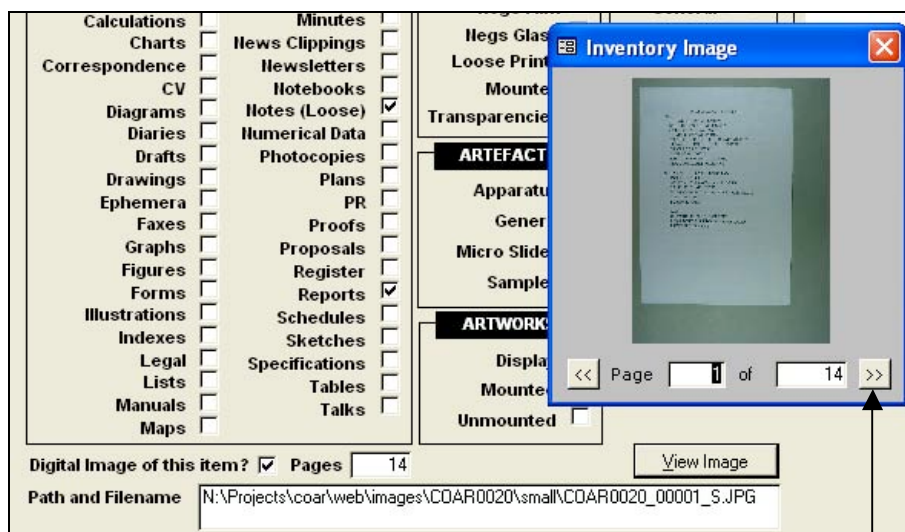 Calculations
Charts
Correspondence
CV
Diagrams
Diaries
Drafts
Drawings
Ephemera
Faxes
Graphs
Figures
Forms
Illustrations
Indexes
Legal
Lists
Manuals
Maps
Minutes
News Clippings
Newsletters
Notebooks
Notes (Loose)
Numerical Data
Photocopies
Plans
PR
Proofs
Proposals
Register
Reports
Schedules
Sketches
Specifications
Tables
Talks
Negs Glas
Loose Print
Mounte
Transparencie
ARTEFACT
Apparatu
Gener
Micro Slide
Sample
ARTWORK
Displa
Mounte
Unmounted
Inventory Image
<< Page 1 of 14 >>
Digital Image of this item? Pages 14
View Image
Path and Filename N:\Projects\coar\web\images\COAR0020\small\COAR0020_00001_S.JPG